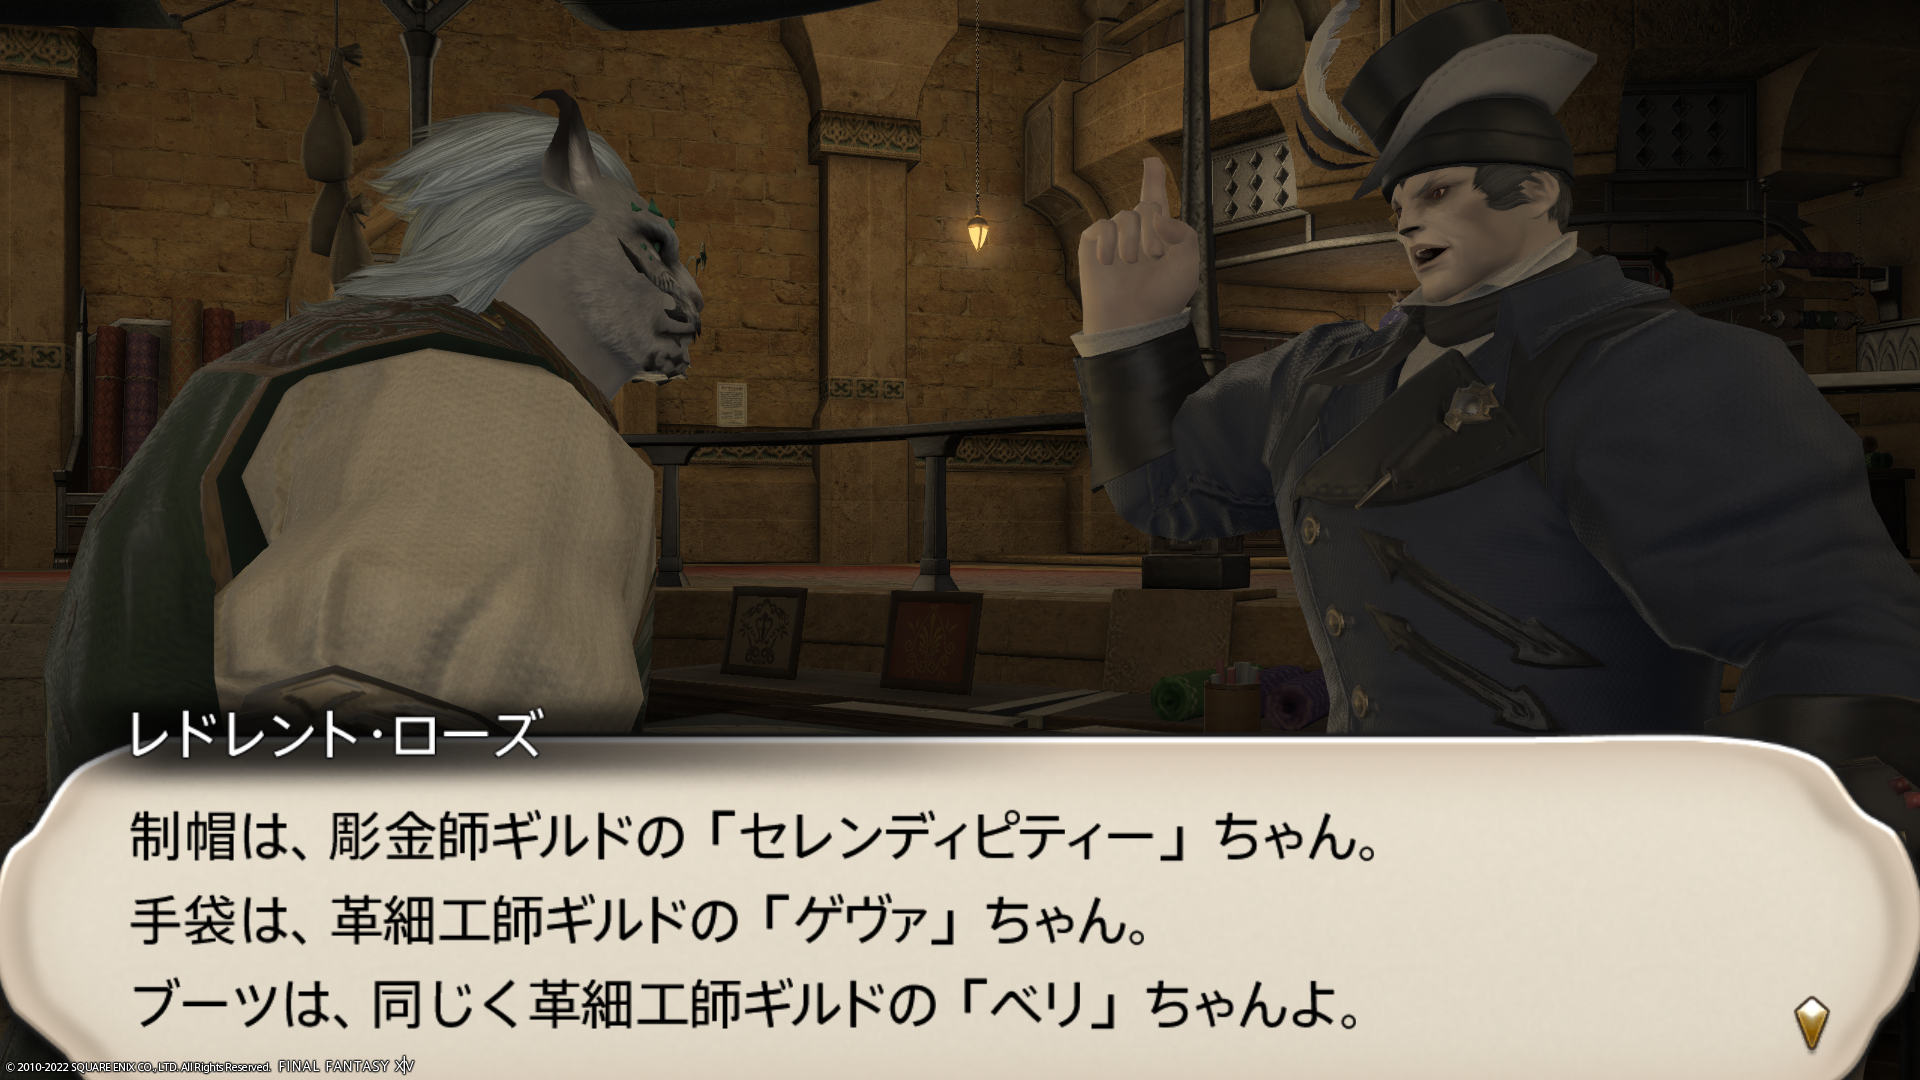 レドレント・ローズ
制帽は、彫金師ギルドの「セレンディピティー」ちゃん。
手袋は、革細工師ギルドの「ゲヴァ」ちゃん。
ブーツは、同じく革細工師ギルドの「ベリ」ちゃんよ。
© 2010-2022 SQUARE ENIX CO., LTD. All Rights Reserved. FINAL FANTASY XIV